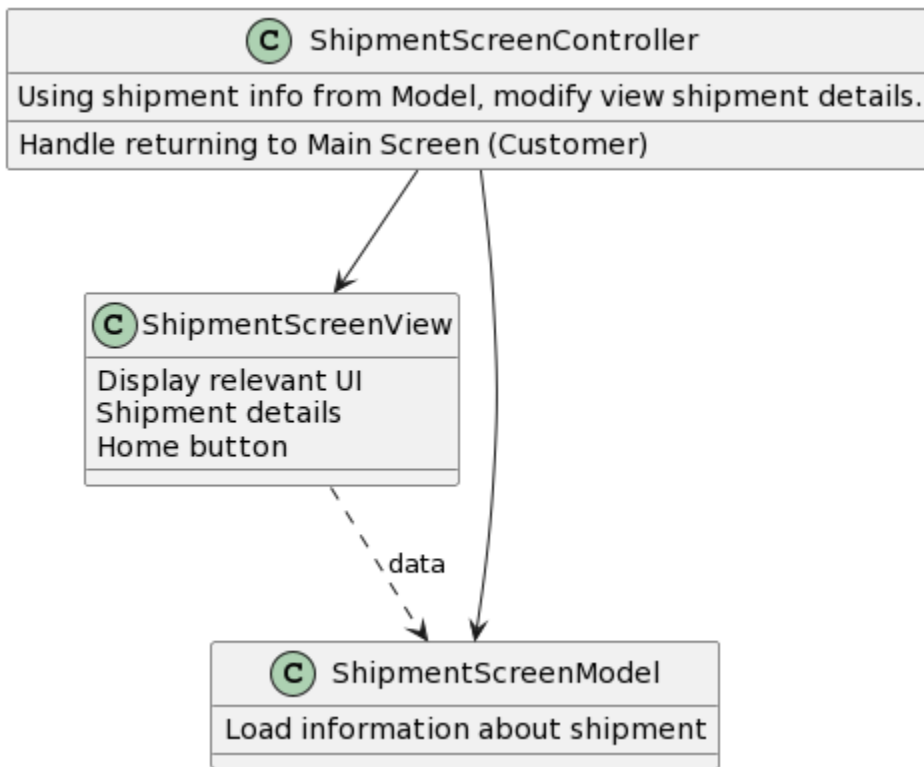 C ShipmentScreenController
Using shipment info from Model, modify view shipment details.
Handle returning to Main Screen (Customer)
C ShipmentScreenView
Display relevant UI
Shipment details
Home button
data
C ShipmentScreenModel
Load information about shipment